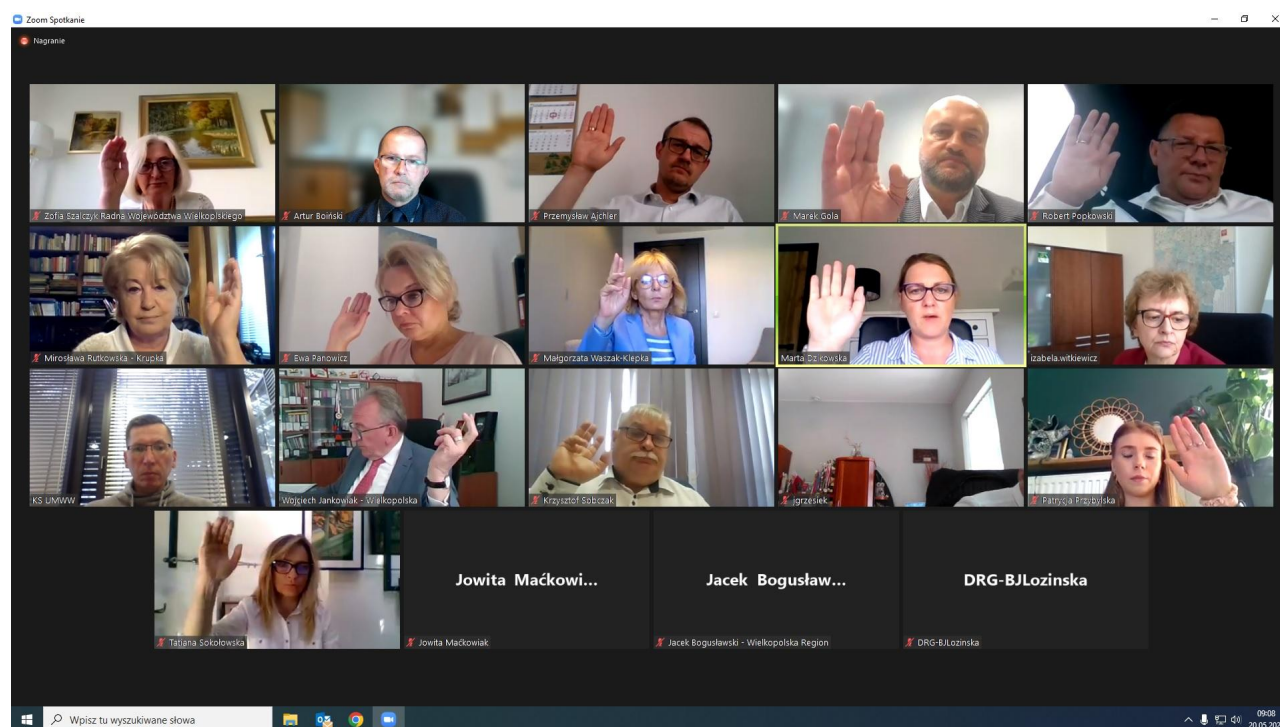 Zoom Spotkanie
Nagranie
Zofia Szalczyk Radna Województwa Wielkoplskiego
Artur Boiński
Przemysław Ajchler
Marek Gola
Robert Popkowski
Mirosława Rutkowska - Krupka
Ewa Panowicz
Małgorzata Waszak-Klepka
Marta Dzikowska
izabela.witkiewicz
KS UMWW
Wojciech Jankowiak - Wielkopolska
Krzysztof Sobczak
jgrzesiek
Patrycja Przybylska
Tatiana Sokołowska
Jowita Maćkowi...
Jowita Maćkowiak
Jacek Bogusław...
Jacek Bogusławski - Wielkopolska Region
DRG-BJLozinska
DRG-BJLozinska
Wpisz tu wyszukiwane słowa
09:08